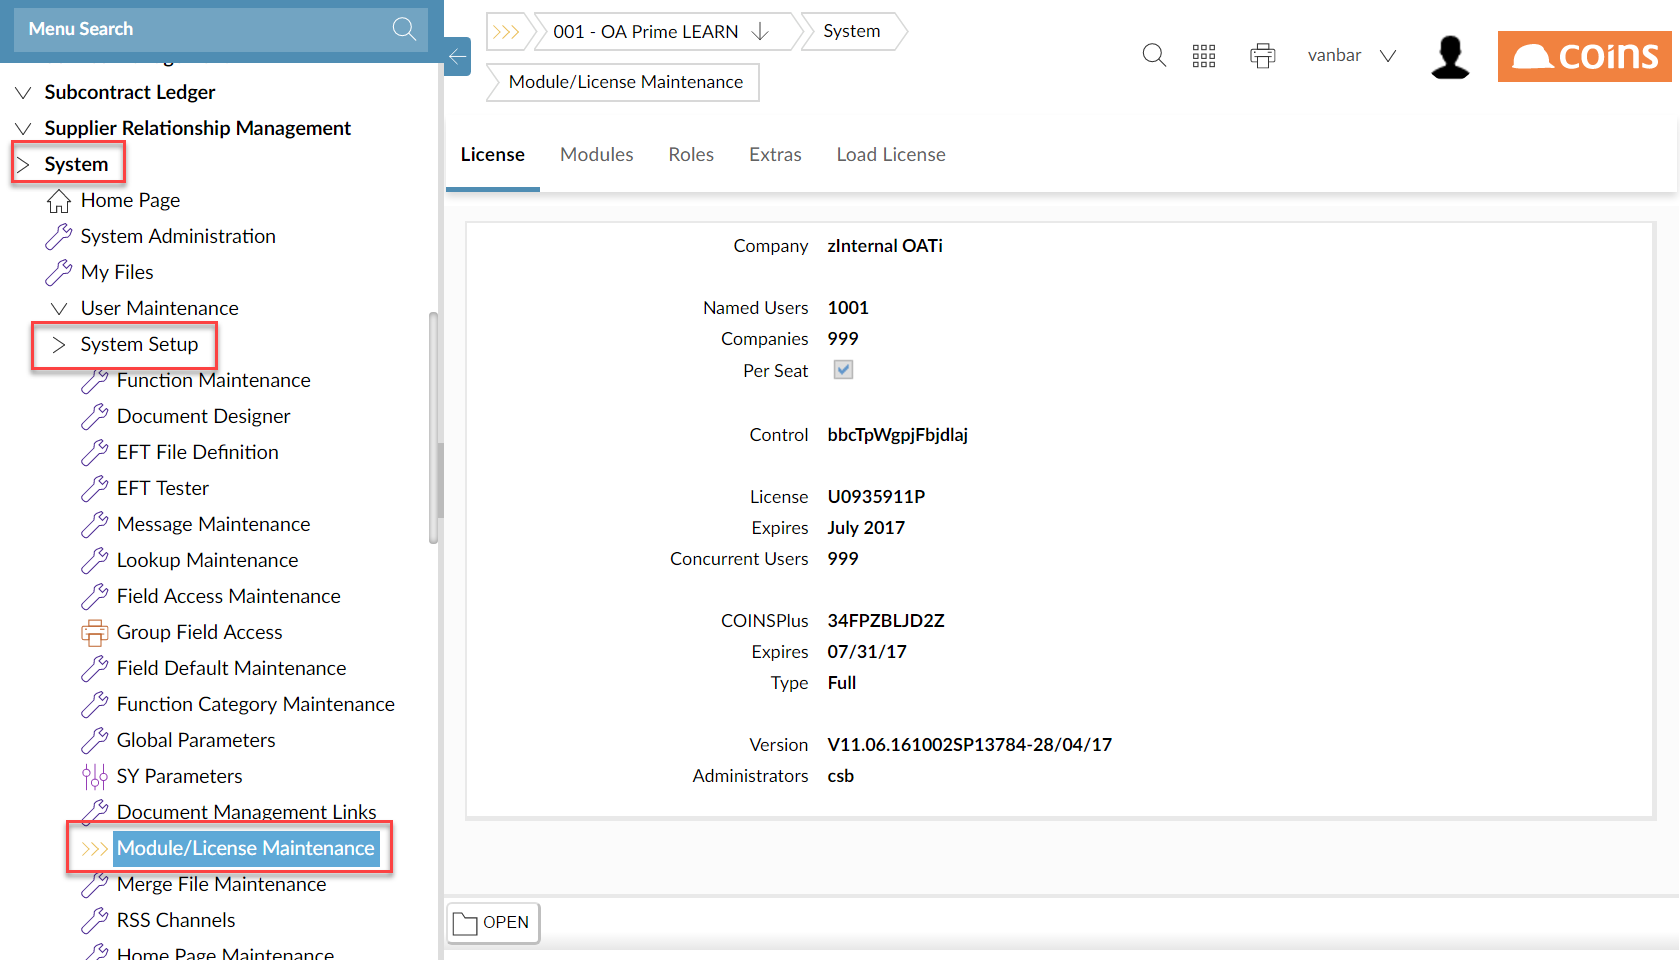 Menu Search
Subcontract Ledger
Supplier Relationship Management
System
Home Page
System Administration
My Files
User Maintenance
System Setup
Function Maintenance
Document Designer
EFT File Definition
EFT Tester
Message Maintenance
Lookup Maintenance
Field Access Maintenance
Group Field Access
Field Default Maintenance
Function Category Maintenance
Global Parameters
SY Parameters
Document Management Links
Module/License Maintenance
Merge File Maintenance
RSS Channels
Home Page Maintenance
001 - OA Prime LEARN
System
Module/License Maintenance
vanbar
coins
License Modules Roles Extras Load License
Company zInternal OATi
Named Users 1001
Companies 999
Per Seat
Control bbcTpWgpjFbjdlaj
License U0935911P
Expires July 2017
Concurrent Users 999
COINSPlus 34FPZBLJD2Z
Expires 07/31/17
Type Full
Version V11.06.161002SP13784-28/04/17
Administrators csb
OPEN